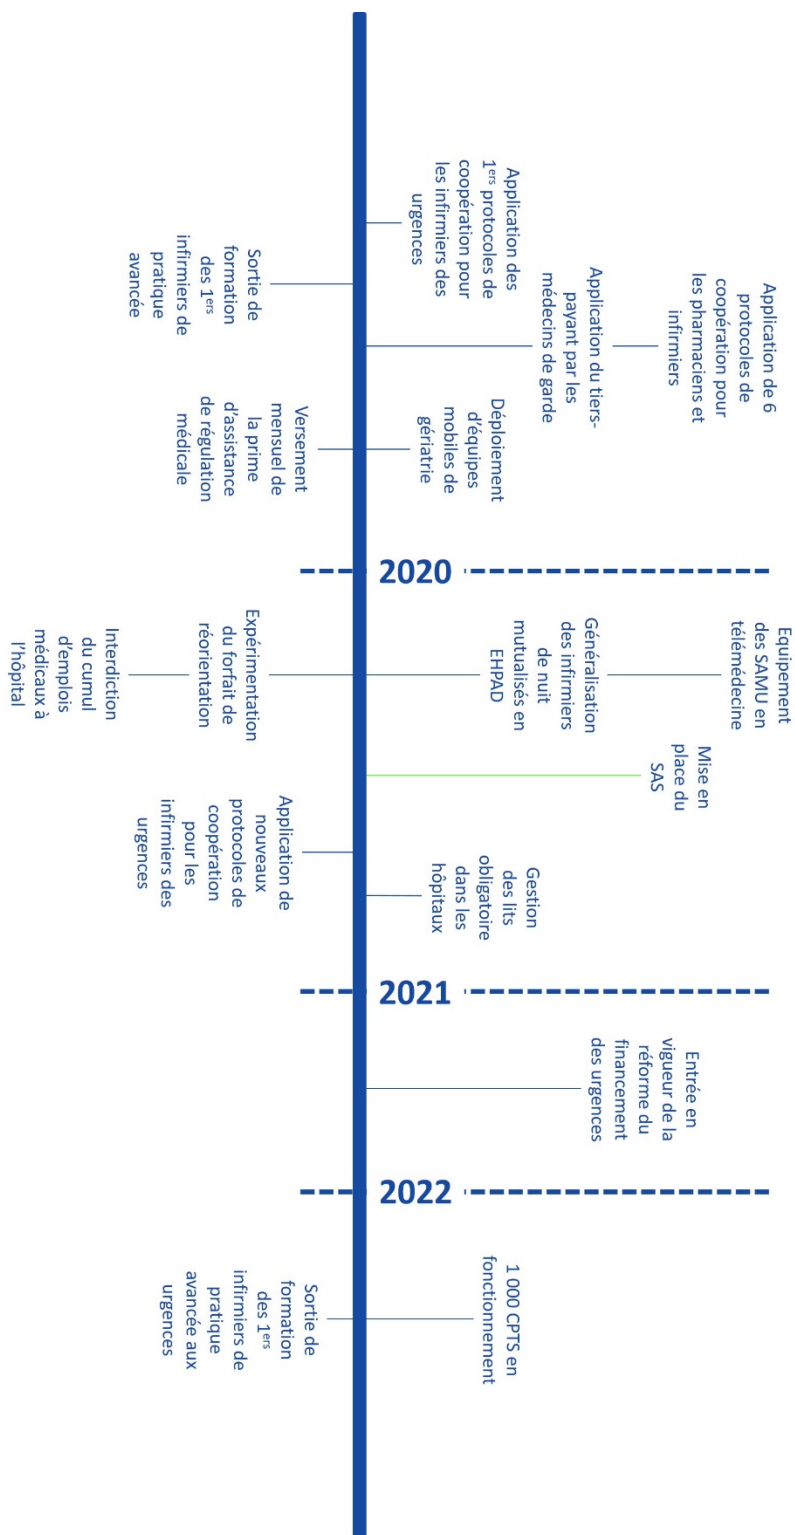 Application des
1ers protocoles de
coopération pour
les infirmiers des
urgences
Sortie de
formation
des 1ers
infirmiers de
pratique
avancée
Application de 6
protocoles de
coopération pour
les pharmaciens et
infirmiers
Application du tiers-
payant par les
médecins de garde
Déploiement
d'équipes
mobiles de
gériatrie
Versement
mensuel de
la prime
d'assistance
de régulation
médicale
2020
Equipement
des SAMU en
télémédecine
Généralisation
des infirmiers
de nuit
mutualisés en
EHPAD
Expérimentation
du forfait de
réorientation
Interdiction
du cumul
d'emplois
médicaux à
l'hôpital
Mise en
place du
SAS
Application de
nouveaux
protocoles de
coopération
pour les
infirmiers des
urgences
Gestion
des lits
obligatoire
dans les
hôpitaux
2021
Entrée en
vigueur de la
réforme du
financement
des urgences
2022
1 000 CPTS en
fonctionnement
Sortie de
formation
des 1ers
infirmiers de
pratique
avancée aux
urgences